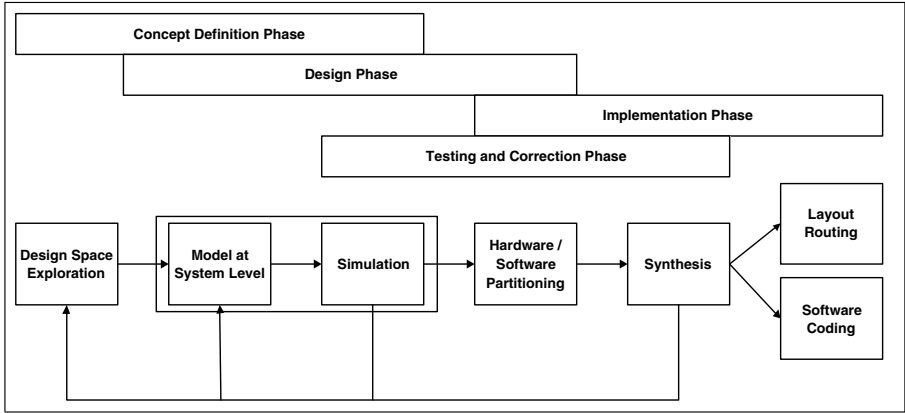 Concept Definition Phase
Design Phase
Implementation Phase
Testing and Correction Phase
Design Space
Exploration
Model at
System Level
Simulation
Hardware /
Software
Partitioning
Synthesis
Layout
Routing
Software
Coding